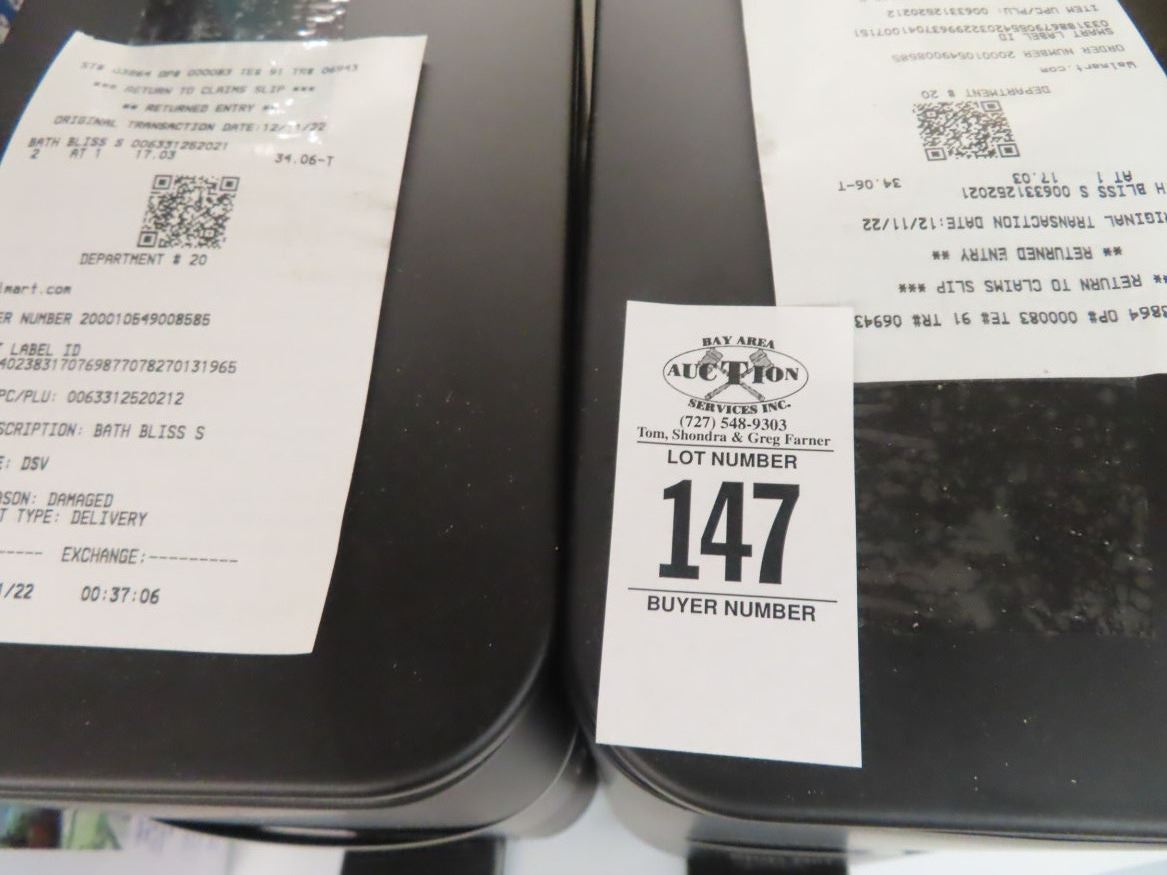 ST# 03864 OP# 000083 TE# 91 TR# 06943
*** RETURN TO CLAIMS SLIP ***
** RETURNED ENTRY **
ORIGINAL TRANSACTION DATE:12/11/22
BATH BLISS S 006331252021
2 AT 1 17.03 34.06-T
DEPARTMENT # 20
lmart.com
ER NUMBER 200010549008585
T LABEL ID
40238317076987707827013​1965
PC/PLU: 0063312520212
SCRIPTION: BATH BLISS S
E: DSV
ASON: DAMAGED
T TYPE: DELIVERY
---- EXCHANGE:---------
1/22 00:37:06
BAY AREA
AUCTION
SERVICES INC.
(727) 548-9303
Tom, Shondra & Greg Farner
LOT NUMBER
147
BUYER NUMBER
3864 OP# 000083 TE# 91 TR# 06943
** RETURN TO CLAIMS SLIP ***
** RETURNED ENTRY **
IGINAL TRANSACTION DATE:12/11/22
H BLISS S 006331252021
AT 1 17.03 34.06-T
DEPARTMENT # 20
Walmart.com
ORDER NUMBER 200010549008585
SMART LABEL ID
ITEM UPC/PLU: 0063312520212